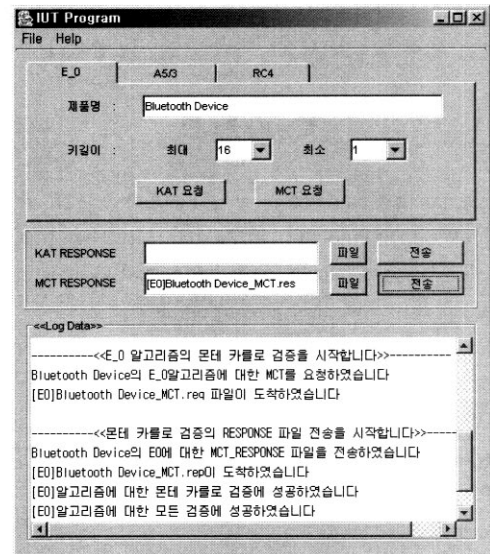 IUT Program
File Help
E_0 A5/3 RC4
제품명 : Bluetooth Device
키길이 : 최대 16 최소 1
KAT 요청 MCT 요청
KAT RESPONSE 파일 전송
MCT RESPONSE [E0]Bluetooth Device_MCT.res 파일 전송
<<Log Data>>
----------<<E_0 알고리즘의 몬테 카를로 검증을 시작합니다>>----------
Bluetooth Device의 E_0알고리즘에 대한 MCT를 요청하였습니다
[E0]Bluetooth Device_MCT.req 파일이 도착하였습니다
----------<<몬테 카를로 검증의 RESPONSE 파일 전송을 시작합니다>>-----
Bluetooth Device의 E0에 대한 MCT_RESPONSE 파일을 전송하였습니다
[E0]Bluetooth Device_MCT.rep이 도착하였습니다
[E0]알고리즘에 대한 몬테 카를로 검증에 성공하였습니다
[E0]알고리즘에 대한 모든 검증에 성공하였습니다